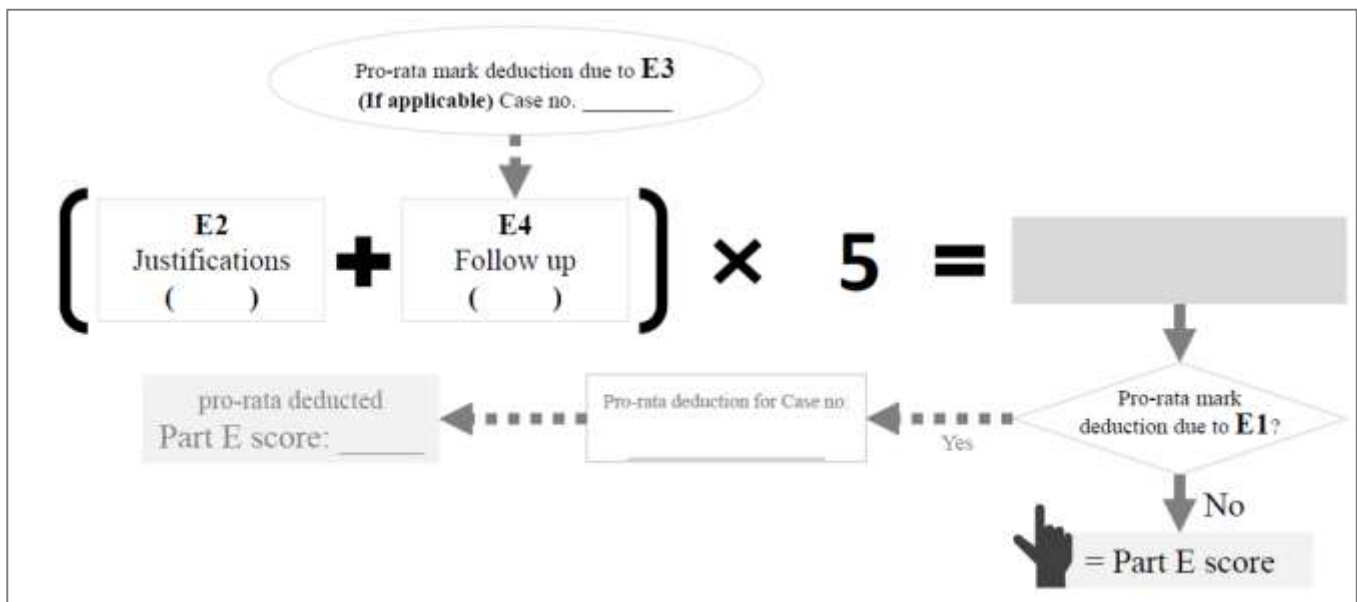 Pro-rata mark deduction due to E3
(If applicable) Case no. ________
E2
Justifications
( )
+
E4
Follow up
( )
× 5 =
pro-rata deducted
Part E score: ______
Pro-rata deduction for Case no:
______________
Yes
Pro-rata mark
deduction due to E1?
No
= Part E score